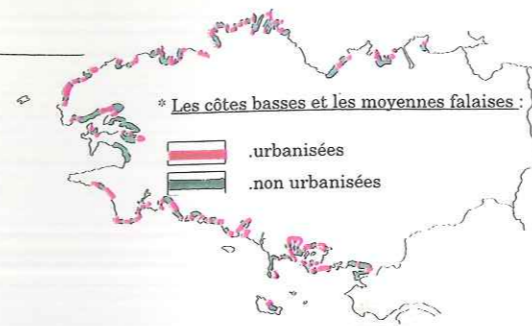 * Les côtes basses et les moyennes falaises :
.urbanisées
.non urbanisées